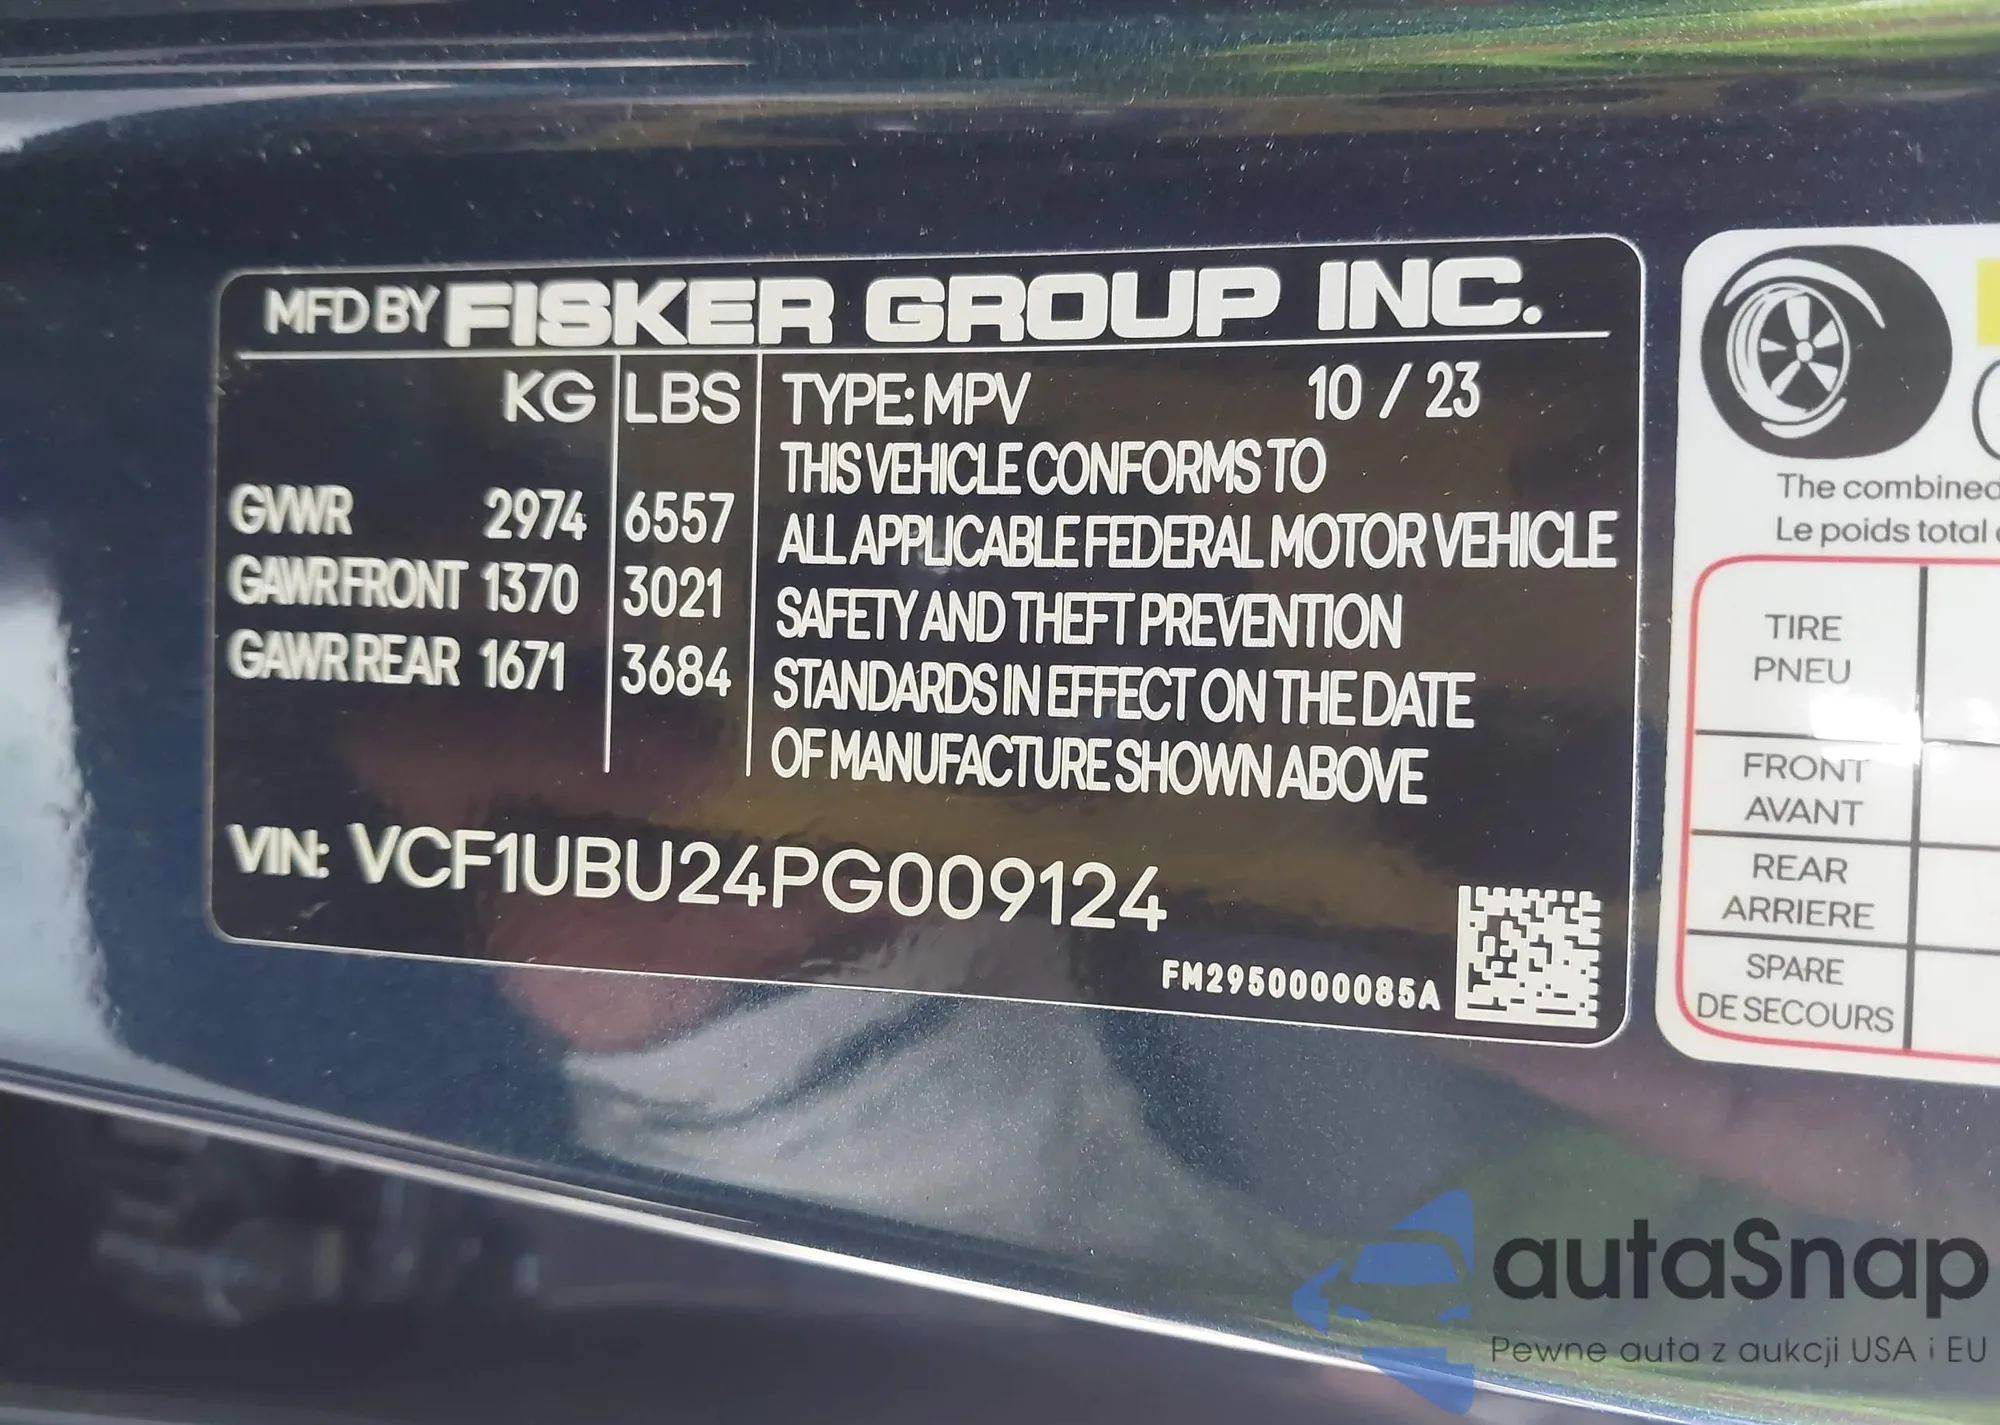 MFD BY FISKER GROUP INC.
KG LBS TYPE: MPV 10 / 23
THIS VEHICLE CONFORMS TO
GVWR 2974 6557 ALL APPLICABLE FEDERAL MOTOR VEHICLE
GAWR FRONT 1370 3021 SAFETY AND THEFT PREVENTION
GAWR REAR 1671 3684 STANDARDS IN EFFECT ON THE DATE
OF MANUFACTURE SHOWN ABOVE
VIN: VCF1UBU24PG009124
FM2950000085A
The combined
Le poids total
TIRE
PNEU
FRONT
AVANT
REAR
ARRIERE
SPARE
DE SECOURS
autaSnap
Pewne auta z aukcji USA i EU